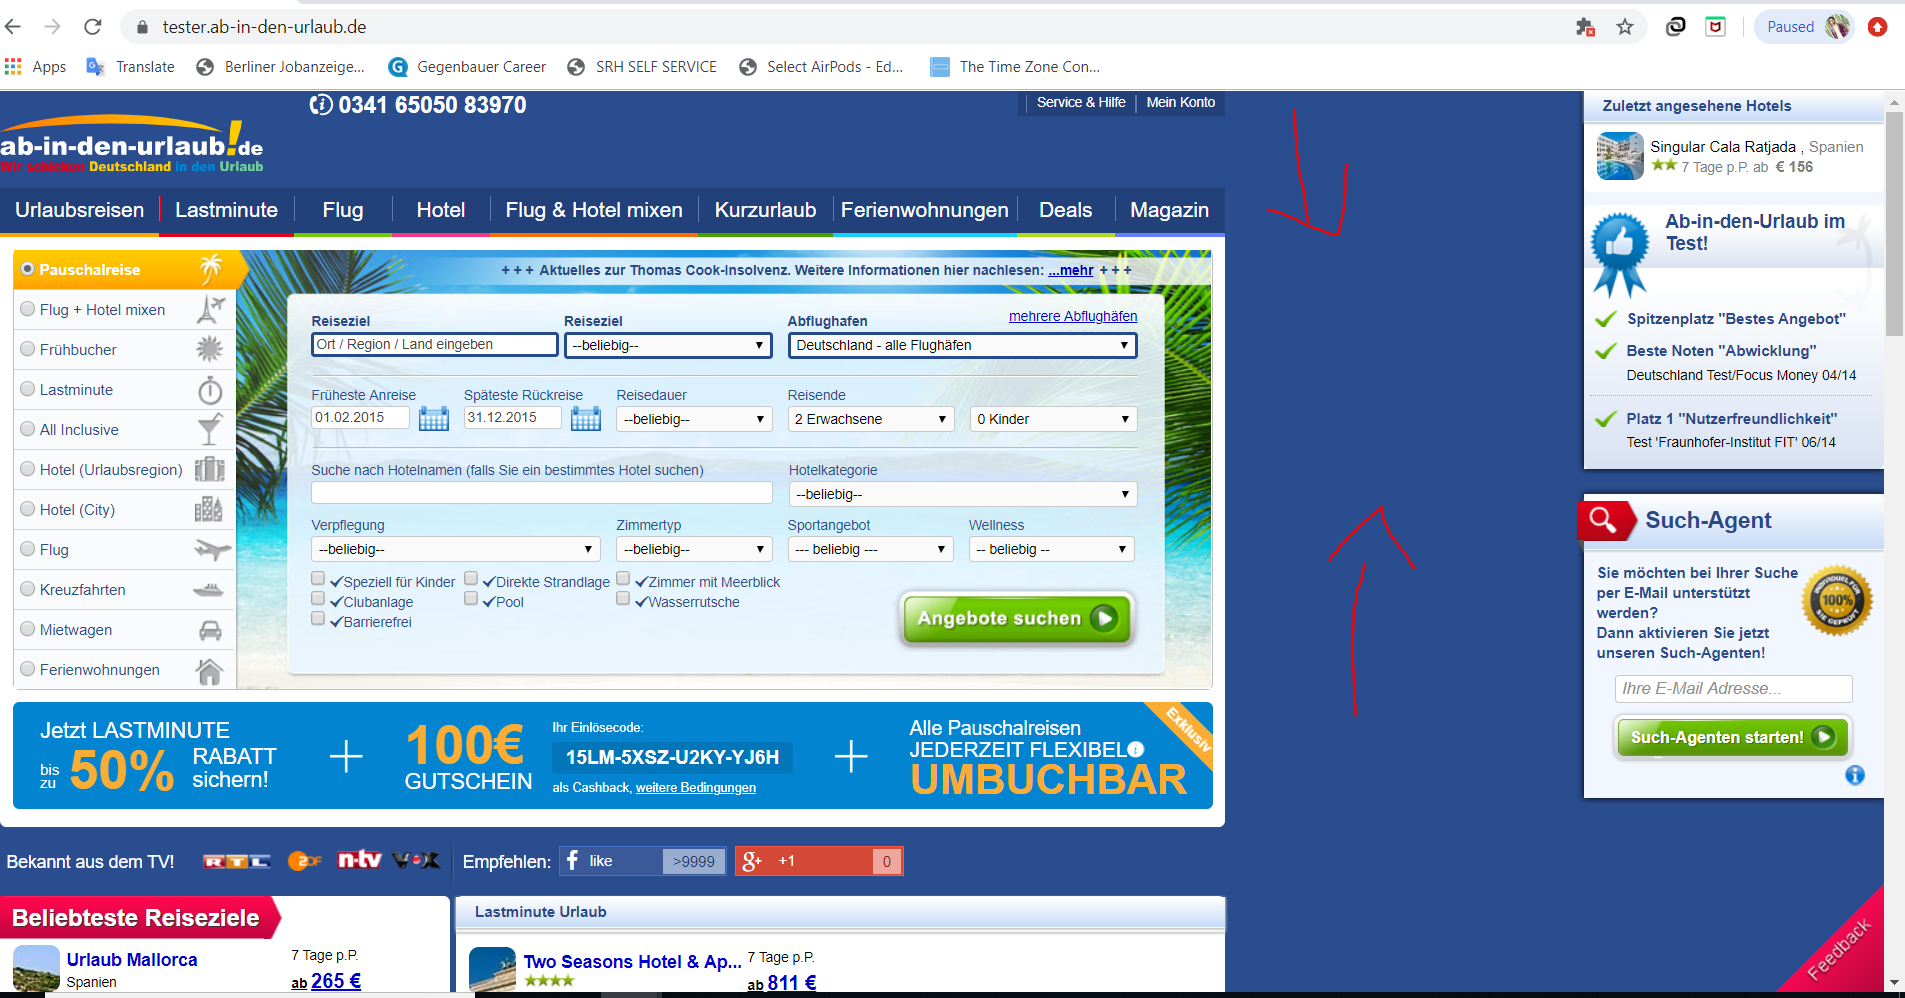 tester.ab-in-den-urlaub.de
Paused
Apps
Translate
Berliner Jobanzeige...
Gegenbauer Career
SRH SELF SERVICE
Select AirPods - Ed...
The Time Zone Con...
0341 65050 83970
Service & Hilfe
Mein Konto
ab-in-den-urlaub!de
Wir schicken Deutschland in den Urlaub
Urlaubsreisen
Lastminute
Flug
Hotel
Flug & Hotel mixen
Kurzurlaub
Ferienwohnungen
Deals
Magazin
Pauschalreise
Flug + Hotel mixen
Frühbucher
Lastminute
All Inclusive
Hotel (Urlaubsregion)
Hotel (City)
Flug
Kreuzfahrten
Mietwagen
Ferienwohnungen
+ + + Aktuelles zur Thomas Cook-Insolvenz. Weitere Informationen hier nachlesen: ...mehr + + +
Reiseziel
Reiseziel
Abflughafen
mehrere Abflughäfen
Ort / Region / Land eingeben
--beliebig--
Deutschland - alle Flughäfen
Früheste Anreise
Späteste Rückreise
Reisedauer
Reisende
01.02.2015
31.12.2015
--beliebig--
2 Erwachsene
0 Kinder
Suche nach Hotelnamen (falls Sie ein bestimmtes Hotel suchen)
Hotelkategorie
--beliebig--
Verpflegung
Zimmertyp
Sportangebot
Wellness
--beliebig--
--beliebig--
--- beliebig ---
-- beliebig --
Speziell für Kinder
Direkte Strandlage
Zimmer mit Meerblick
Clubanlage
Pool
Wasserrutsche
Barrierefrei
Angebote suchen
Jetzt LASTMINUTE
bis zu 50% RABATT sichern!
100€
GUTSCHEIN
Ihr Einlösecode:
15LM-5XSZ-U2KY-YJ6H
als Cashback, weitere Bedingungen
Alle Pauschalreisen
JEDERZEIT FLEXIBEL
UMBUCHBAR
Exklusiv
Bekannt aus dem TV!
RTL
ZDF
n-tv
VOX
Empfehlen:
like
>9999
g+
+1
0
Beliebteste Reiseziele
Urlaub Mallorca
Spanien
7 Tage p.P.
ab 265 €
Lastminute Urlaub
Two Seasons Hotel & Ap...
7 Tage p.P.
ab 811 €
Zuletzt angesehene Hotels
Singular Cala Ratjada , Spanien
7 Tage p.P. ab € 156
Ab-in-den-Urlaub im
Test!
Spitzenplatz "Bestes Angebot"
Beste Noten "Abwicklung"
Deutschland Test/Focus Money 04/14
Platz 1 "Nutzerfreundlichkeit"
Test 'Fraunhofer-Institut FIT' 06/14
Such-Agent
Sie möchten bei Ihrer Suche
per E-Mail unterstützt
werden?
Dann aktivieren Sie jetzt
unseren Such-Agenten!
INDIVIDUELL FÜR
100%
SIE GEPRÜFT
Ihre E-Mail Adresse...
Such-Agenten starten!
Feedback